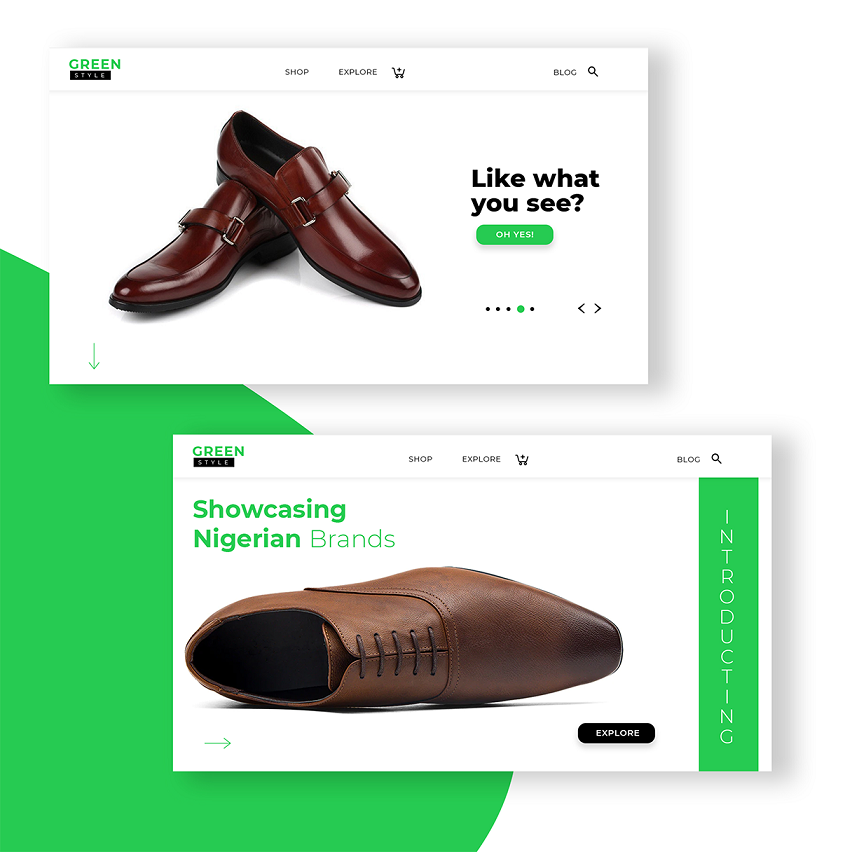 GREEN
STYLE
SHOP EXPLORE BLOG
Like what
you see?
OH YES!
GREEN
STYLE
SHOP EXPLORE BLOG
Showcasing
Nigerian Brands
INTRODUCTING
EXPLORE